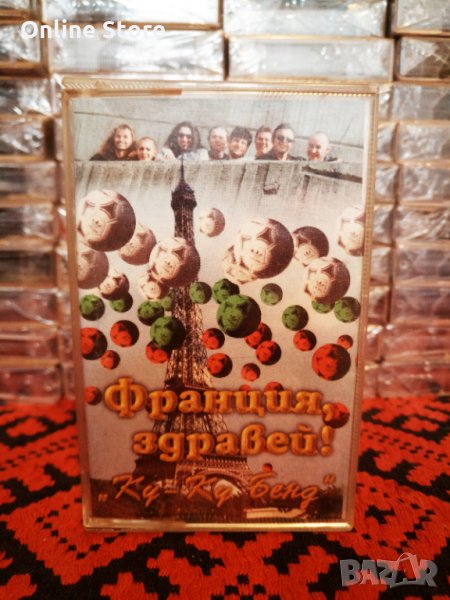 Online Store
Франция,
здравей!
„Ку-Ку Бенд“
BAZAR